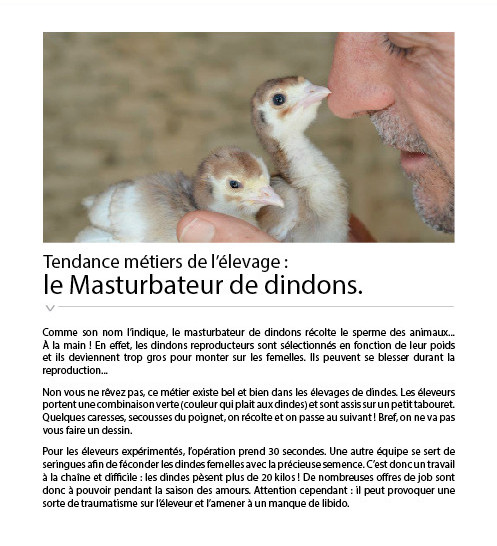 Tendance métiers de l'élevage :
le Masturbateur de dindons.
Comme son nom l'indique, le masturbateur de dindons récolte le sperme des animaux...
À la main ! En effet, les dindons reproducteurs sont sélectionnés en fonction de leur poids
et ils deviennent trop gros pour monter sur les femelles. Ils peuvent se blesser durant la
reproduction...
Non vous ne rêvez pas, ce métier existe bel et bien dans les élevages de dindes. Les éleveurs
portent une combinaison verte (couleur qui plaît aux dindes) et sont assis sur un petit tabouret.
Quelques caresses, secousses du poignet, on récolte et on passe au suivant ! Bref, on ne va pas
vous faire un dessin.
Pour les éleveurs expérimentés, l'opération prend 30 secondes. Une autre équipe se sert de
seringues afin de féconder les dindes femelles avec la précieuse semence. C'est donc un travail
à la chaîne et difficile : les dindes pèsent plus de 20 kilos ! De nombreuses offres de job sont
donc à pouvoir pendant la saison des amours. Attention cependant : il peut provoquer une
sorte de traumatisme sur l'éleveur et l'amener à un manque de libido.